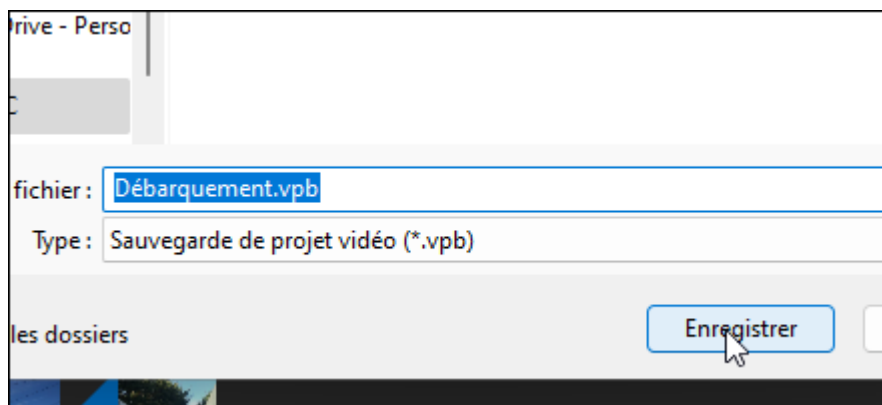 Drive - Perso
C
fichier :
Débarquement.vpb
Type :
Sauvegarde de projet vidéo (*.vpb)
les dossiers
Enregistrer